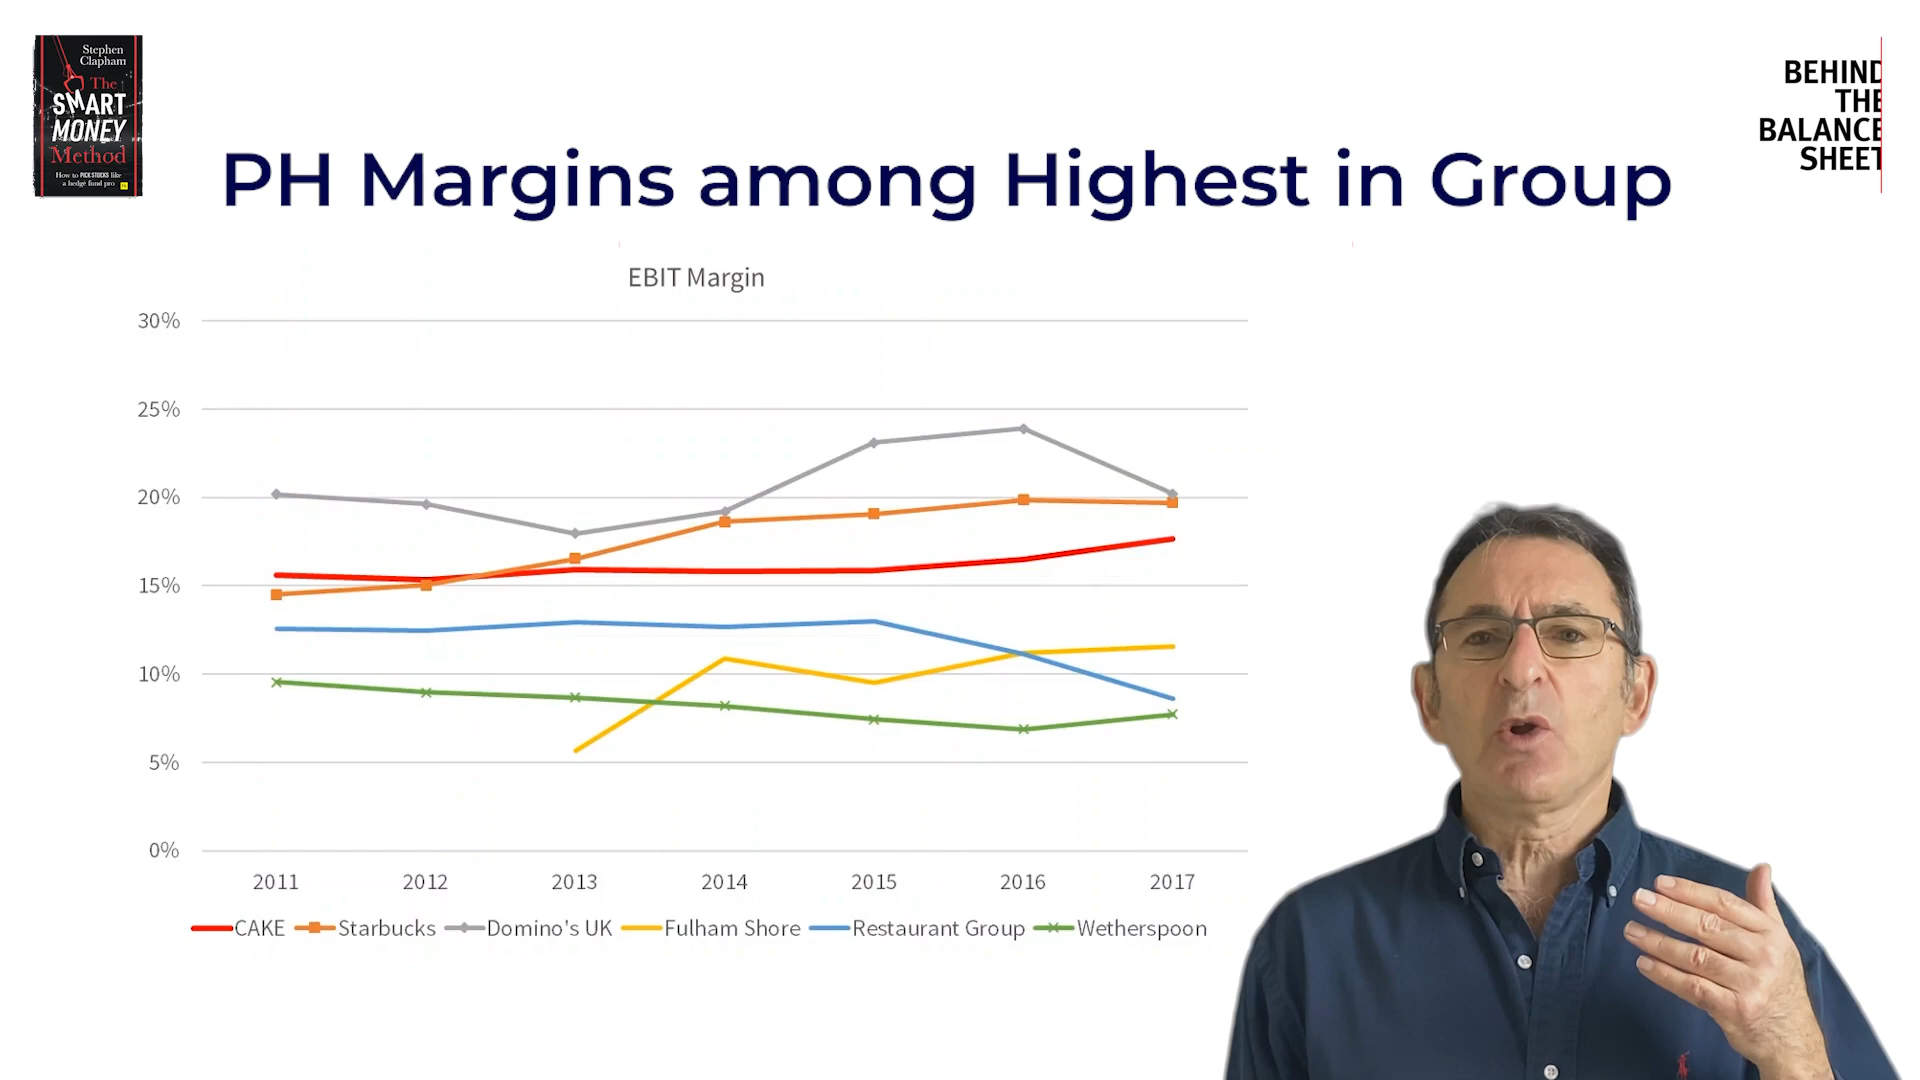 Stephen
Clapham
The
SMART
MONEY
Method
How to PICK STOCKS like
a hedge fund pro
BEHIND
THE
BALANCE
SHEET
PH Margins among Highest in Group
EBIT Margin
30%
25%
20%
15%
10%
5%
0%
2011 2012 2013 2014 2015 2016 2017
CAKE Starbucks Domino's UK Fulham Shore Restaurant Group Wetherspoon